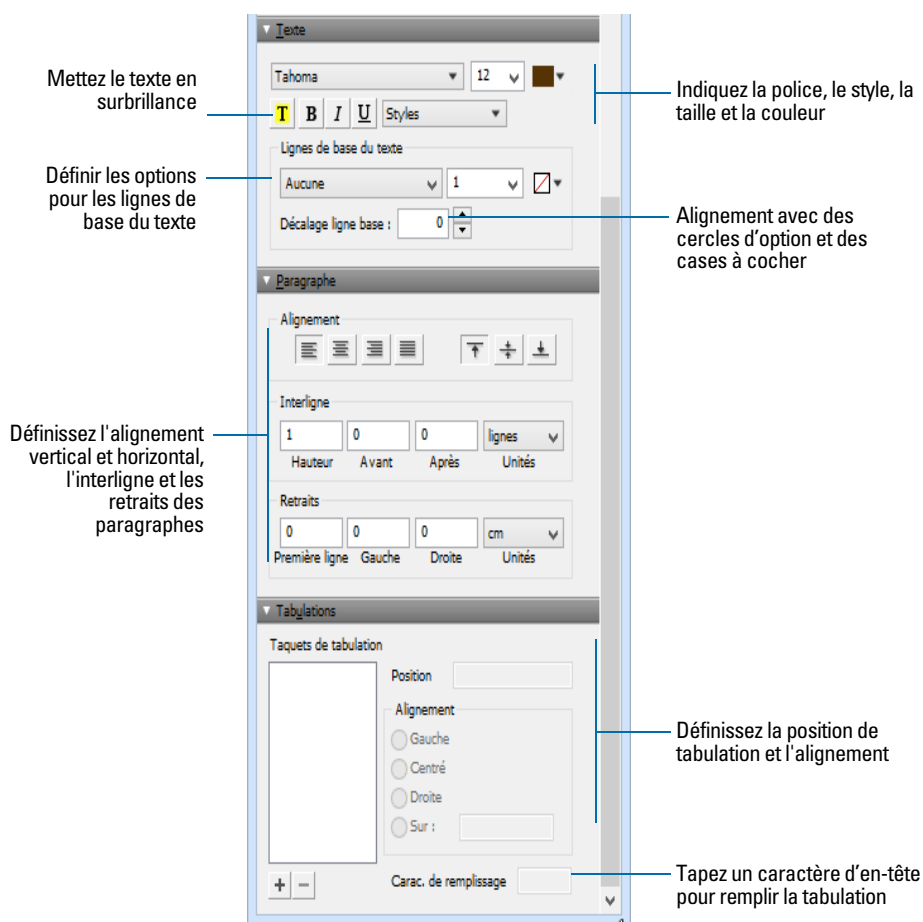 Texte
Mettez le texte en
surbrillance
Tahoma 12
Indiquez la police, le style, la
taille et la couleur
T B I U Styles
Lignes de base du texte
Définir les options
pour les lignes de
base du texte
Aucune 1
Décalage ligne base : 0
Alignement avec des
cercles d’option et des
cases à cocher
Paragraphe
Alignement
Définissez l'alignement
vertical et horizontal,
l'interligne et les
retraits des
paragraphes
Interligne
1 0 0 lignes
Hauteur Avant Après Unités
Retraits
0 0 0 cm
Première ligne Gauche Droite Unités
Tabulations
Taquets de tabulation
Position
Alignement
Gauche
Centré
Droite
Sur :
Définissez la position de
tabulation et l'alignement
+ − Carac. de remplissage
Tapez un caractère d’en-tête
pour remplir la tabulation